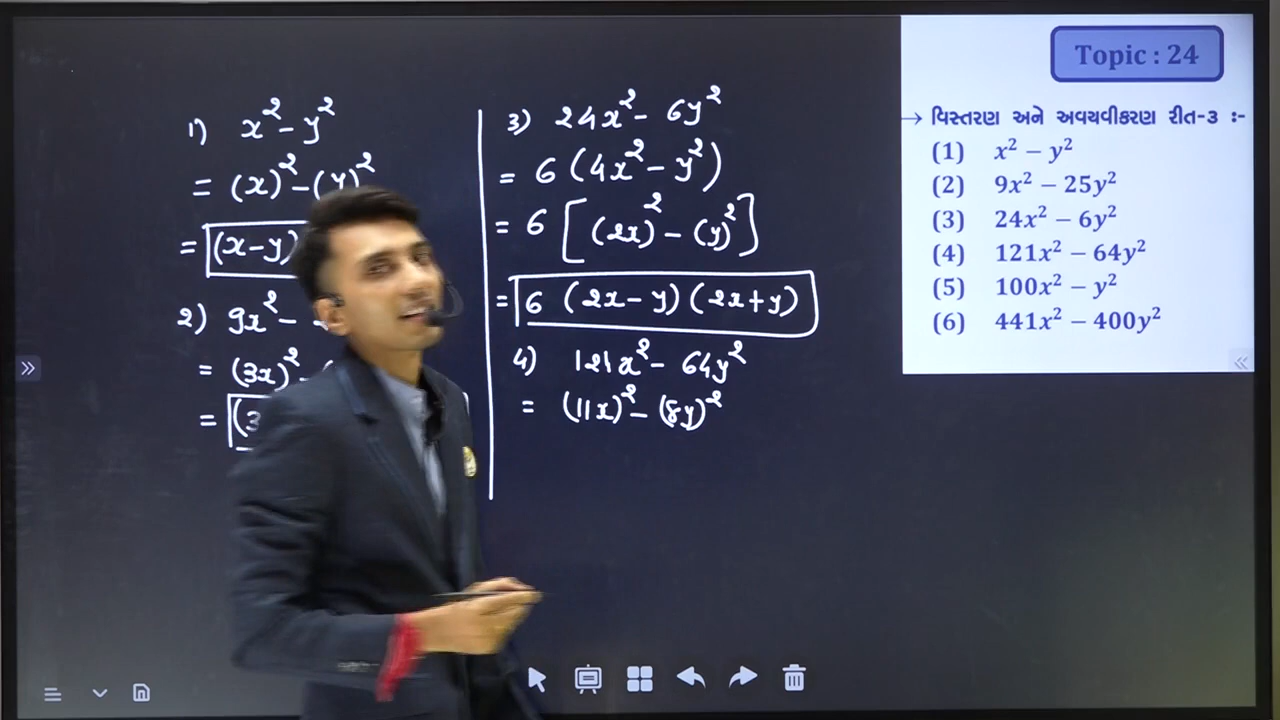 1) x² - y²
= (x)² - (y)²
= (x-y)
2) 9x² -
= (3x)² -
= (3
3) 24x² - 6y²
= 6 (4x² - y²)
= 6 [(2x)² - (y)²]
= 6 (2x - y) (2x + y)
4) 121x² - 64y²
= (11x)² - (8y)²
Topic : 24
→ વિસ્તરણ અને અવયવીકરણ રીત-૩ :-
(1) x² - y²
(2) 9x² - 25y²
(3) 24x² - 6y²
(4) 121x² - 64y²
(5) 100x² - y²
(6) 441x² - 400y²